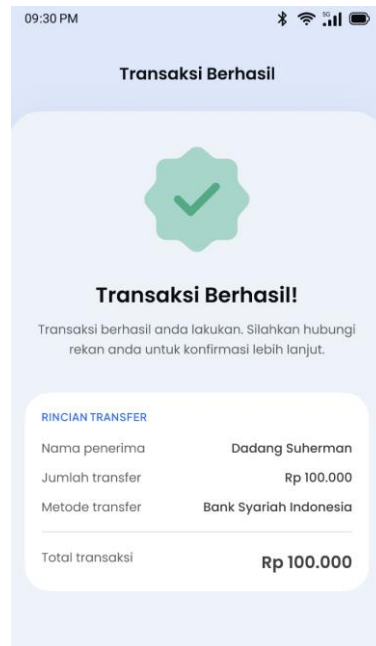 09:30 PM
5G
Transaksi Berhasil
Transaksi Berhasil!
Transaksi berhasil anda lakukan. Silahkan hubungi
rekan anda untuk konfirmasi lebih lanjut.
RINCIAN TRANSFER
Nama penerima Dadang Suherman
Jumlah transfer Rp 100.000
Metode transfer Bank Syariah Indonesia
Total transaksi Rp 100.000